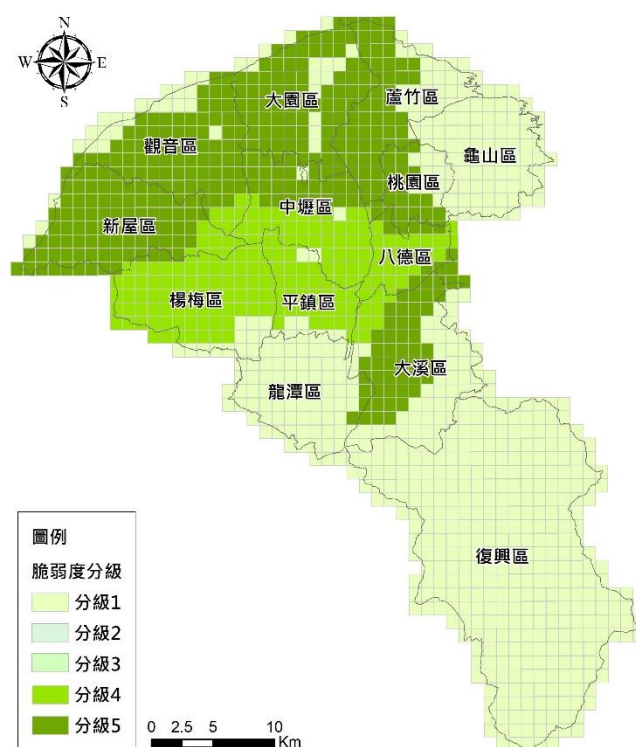 N
W E
S
大園區
蘆竹區
觀音區
龜山區
桃園區
中壢區
新屋區
八德區
楊梅區
平鎮區
大溪區
龍潭區
復興區
圖例
脆弱度分級
分級1
分級2
分級3
分級4
分級5
0 2.5 5 10
Km